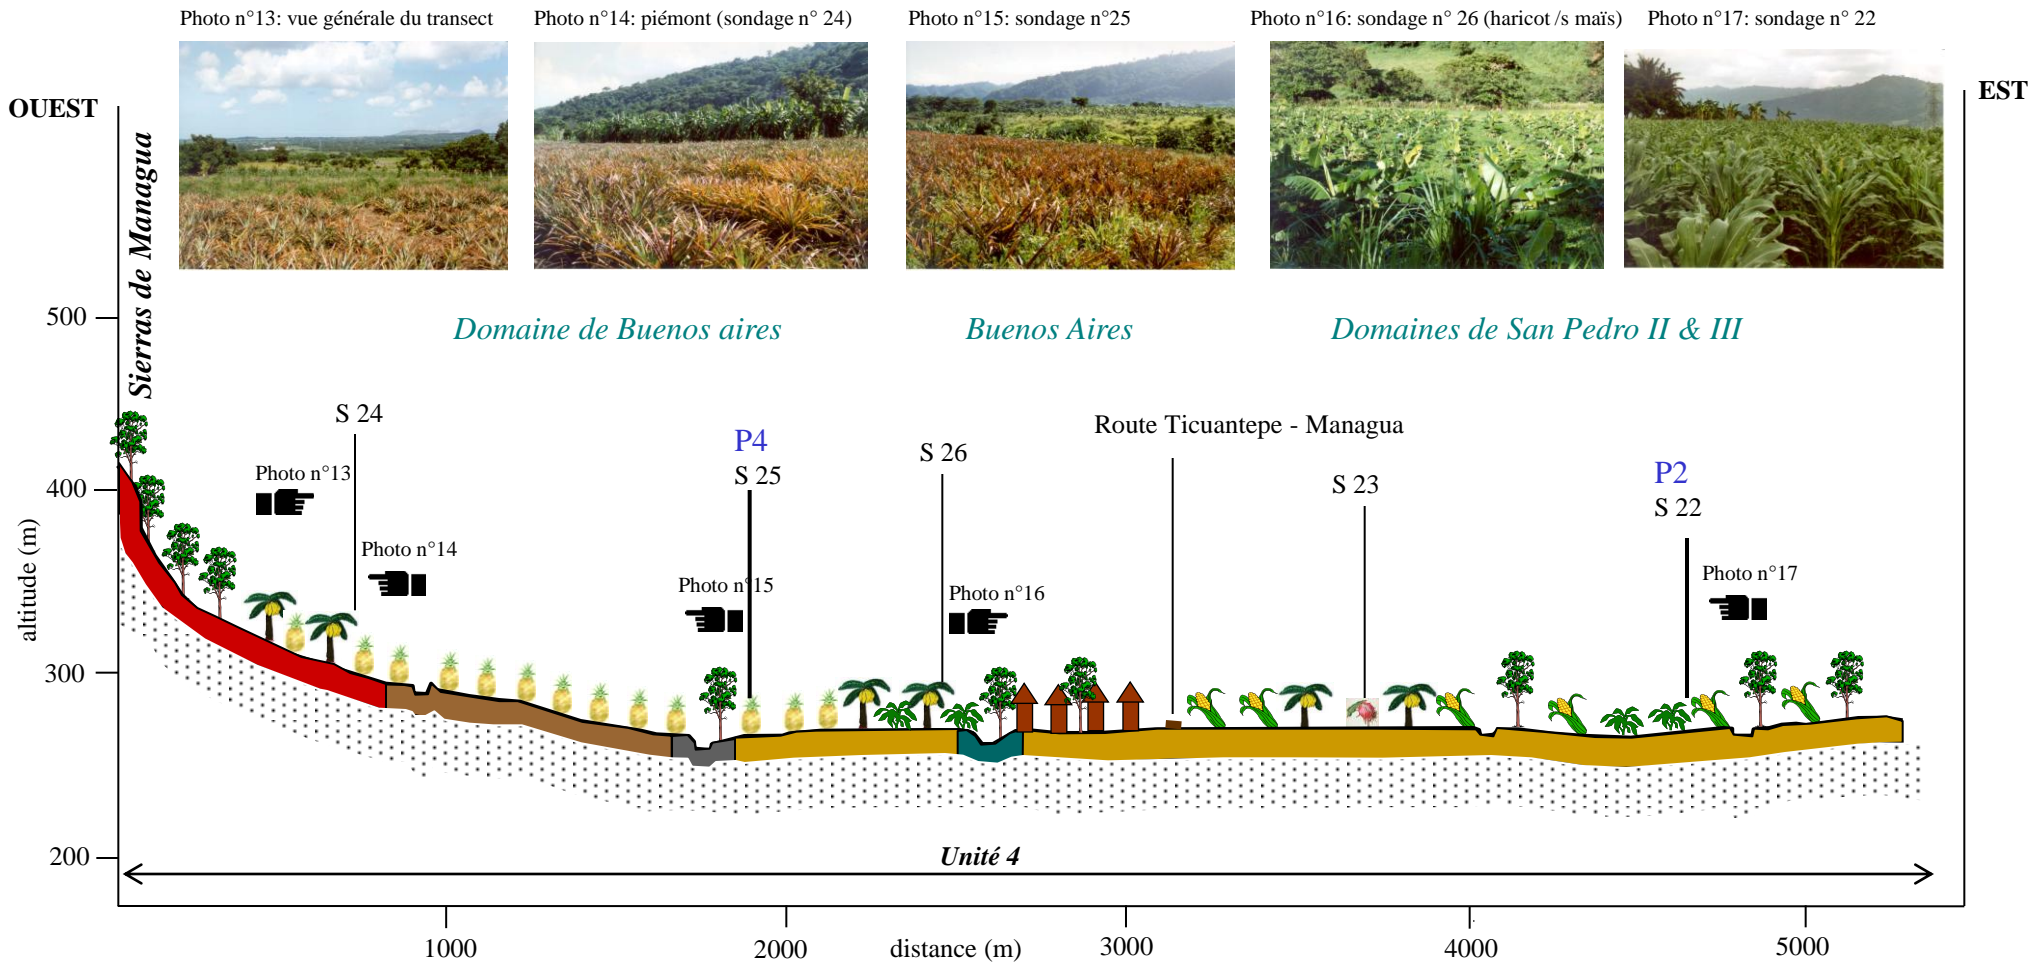 Photo n°13: vue générale du transect
Photo n°14: piémont (sondage n° 24)
Photo n°15: sondage n°25
Photo n°16: sondage n° 26 (haricot /s maïs)
Photo n°17: sondage n° 22
OUEST
EST
Sierras de Managua
500
Domaine de Buenos aires
Buenos Aires
Domaines de San Pedro II & III
S 24
P4
S 25
S 26
Route Ticuantepe - Managua
S 23
P2
S 22
Photo n°13
400
Photo n°14
Photo n°15
Photo n°16
Photo n°17
altitude (m)
300
200
Unité 4
1000
2000
distance (m)
3000
4000
5000